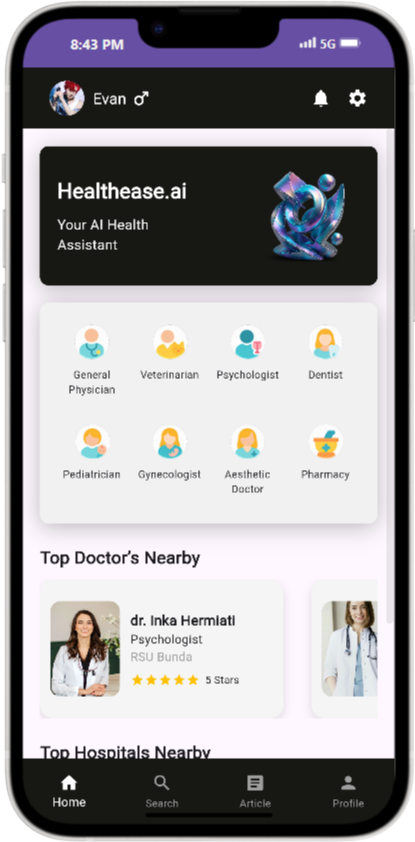 8:43 PM 5G
Evan ♂
Healthease.ai
Your AI Health
Assistant
General
Physician
Veterinarian
Psychologist
Dentist
Pediatrician
Gynecologist
Aesthetic
Doctor
Pharmacy
Top Doctor's Nearby
dr. Inka Hermiati
Psychologist
RSU Bunda
5 Stars
Top Hospitals Nearby
Home
Search
Article
Profile